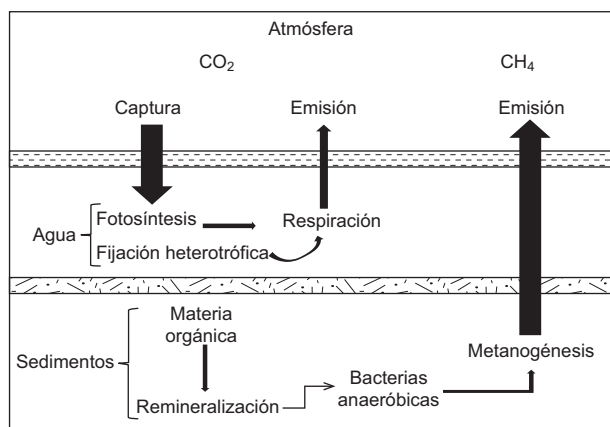 Atmósfera
CO₂
CH₄
Captura
Emisión
Emisión
Agua
Fotosíntesis
Respiración
Fijación heterotrófica
Sedimentos
Materia
orgánica
Remineralización
Bacterias
anaeróbicas
Metanogénesis